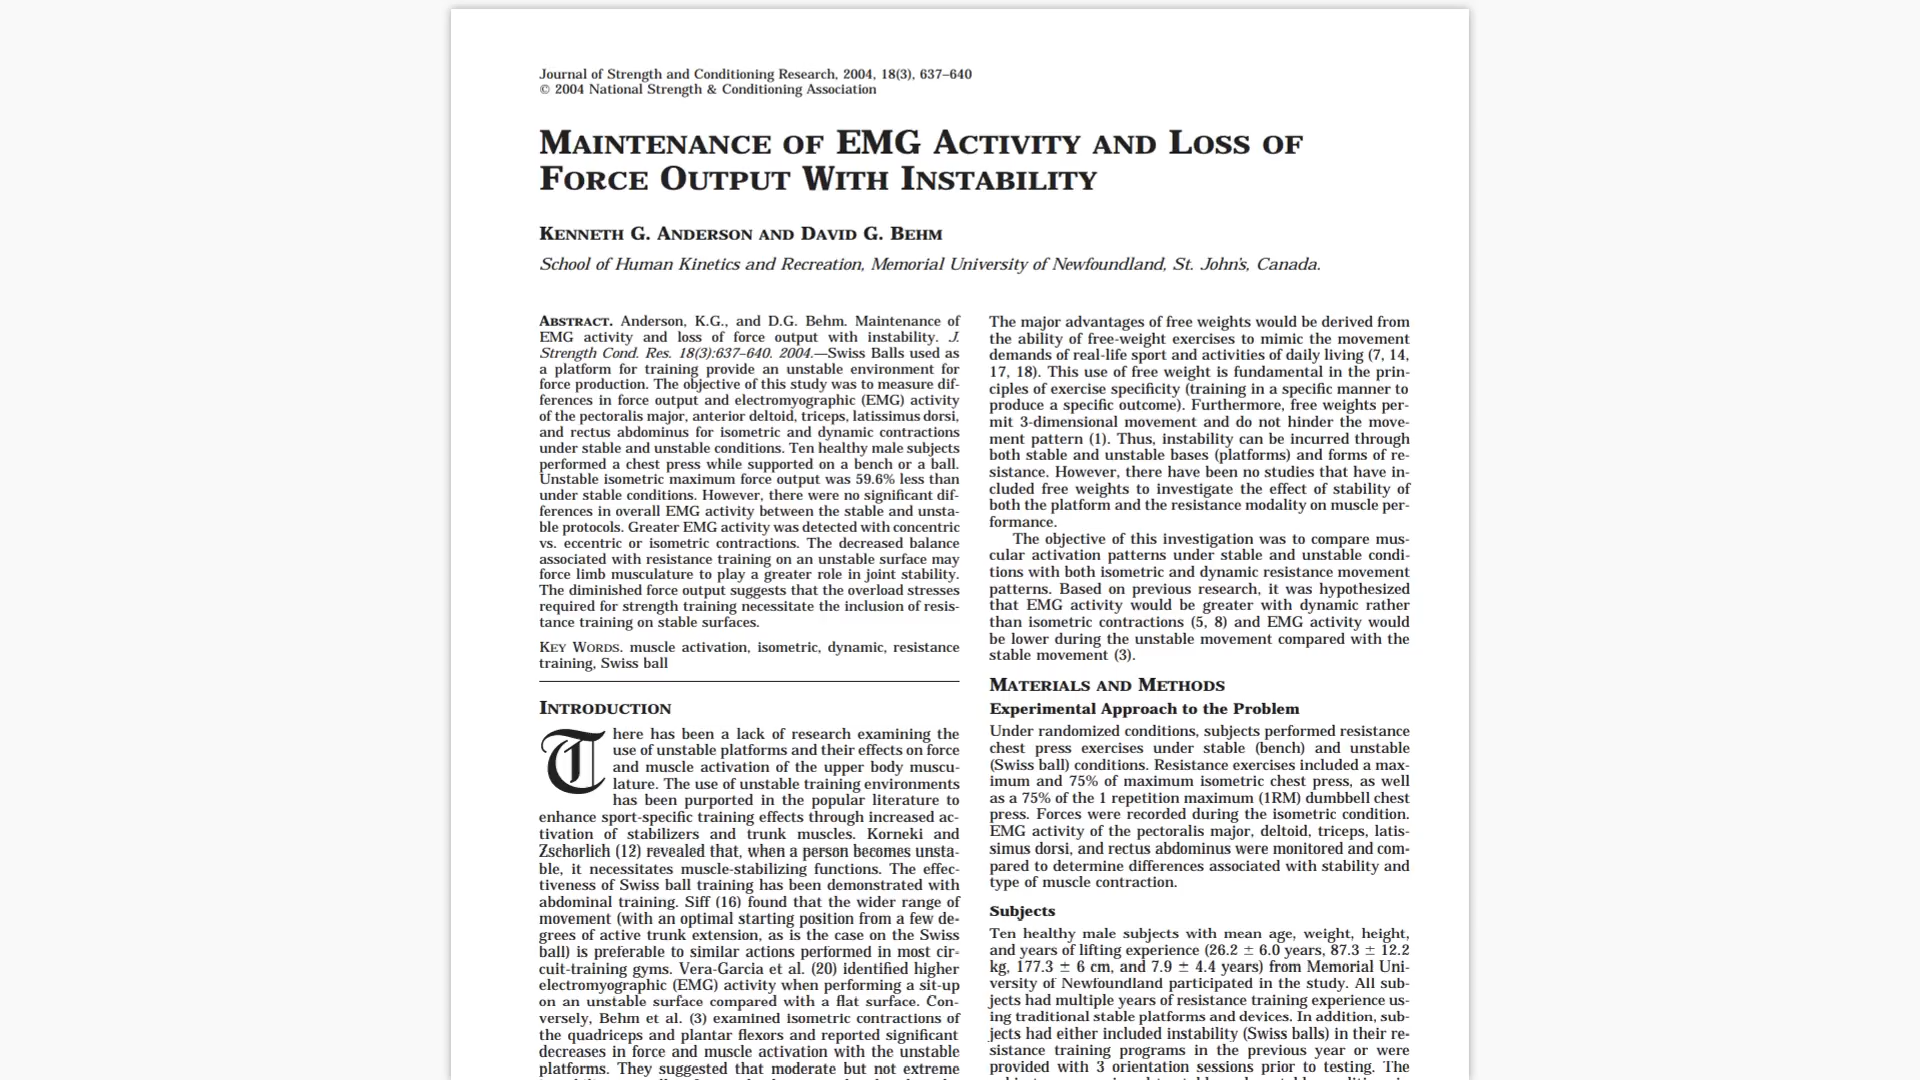 Journal of Strength and Conditioning Research, 2004, 18(3), 637–640
© 2004 National Strength & Conditioning Association
MAINTENANCE OF EMG ACTIVITY AND LOSS OF
FORCE OUTPUT WITH INSTABILITY
KENNETH G. ANDERSON AND DAVID G. BEHM
School of Human Kinetics and Recreation, Memorial University of Newfoundland, St. John's, Canada.
ABSTRACT. Anderson, K.G., and D.G. Behm. Maintenance of
EMG activity and loss of force output with instability. J.
Strength Cond. Res. 18(3):637–640. 2004.—Swiss Balls used as
a platform for training provide an unstable environment for
force production. The objective of this study was to measure dif-
ferences in force output and electromyographic (EMG) activity
of the pectoralis major, anterior deltoid, triceps, latissimus dorsi,
and rectus abdominus for isometric and dynamic contractions
under stable and unstable conditions. Ten healthy male subjects
performed a chest press while supported on a bench or a ball.
Unstable isometric maximum force output was 59.6% less than
under stable conditions. However, there were no significant dif-
ferences in overall EMG activity between the stable and unsta-
ble protocols. Greater EMG activity was detected with concentric
vs. eccentric or isometric contractions. The decreased balance
associated with resistance training on an unstable surface may
force limb musculature to play a greater role in joint stability.
The diminished force output suggests that the overload stresses
required for strength training necessitate the inclusion of resis-
tance training on stable surfaces.
KEY WORDS. muscle activation, isometric, dynamic, resistance
training, Swiss ball
INTRODUCTION
There has been a lack of research examining the
use of unstable platforms and their effects on force
and muscle activation of the upper body muscu-
lature. The use of unstable training environments
has been purported in the popular literature to
enhance sport-specific training effects through increased ac-
tivation of stabilizers and trunk muscles. Korneki and
Zschorlich (12) revealed that, when a person becomes unsta-
ble, it necessitates muscle-stabilizing functions. The effec-
tiveness of Swiss ball training has been demonstrated with
abdominal training. Siff (16) found that the wider range of
movement (with an optimal starting position from a few de-
grees of active trunk extension, as is the case on the Swiss
ball) is preferable to similar actions performed in most cir-
cuit-training gyms. Vera-Garcia et al. (20) identified higher
electromyographic (EMG) activity when performing a sit-up
on an unstable surface compared with a flat surface. Con-
versely, Behm et al. (3) examined isometric contractions of
the quadriceps and plantar flexors and reported significant
decreases in force and muscle activation with the unstable
platforms. They suggested that moderate but not extreme
The major advantages of free weights would be derived from
the ability of free-weight exercises to mimic the movement
demands of real-life sport and activities of daily living (7, 14,
17, 18). This use of free weight is fundamental in the prin-
ciples of exercise specificity (training in a specific manner to
produce a specific outcome). Furthermore, free weights per-
mit 3-dimensional movement and do not hinder the move-
ment pattern (1). Thus, instability can be incurred through
both stable and unstable bases (platforms) and forms of re-
sistance. However, there have been no studies that have in-
cluded free weights to investigate the effect of stability of
both the platform and the resistance modality on muscle per-
formance.
The objective of this investigation was to compare mus-
cular activation patterns under stable and unstable condi-
tions with both isometric and dynamic resistance movement
patterns. Based on previous research, it was hypothesized
that EMG activity would be greater with dynamic rather
than isometric contractions (5, 8) and EMG activity would
be lower during the unstable movement compared with the
stable movement (3).
MATERIALS AND METHODS
Experimental Approach to the Problem
Under randomized conditions, subjects performed resistance
chest press exercises under stable (bench) and unstable
(Swiss ball) conditions. Resistance exercises included a max-
imum and 75% of maximum isometric chest press, as well
as a 75% of the 1 repetition maximum (1RM) dumbbell chest
press. Forces were recorded during the isometric condition.
EMG activity of the pectoralis major, deltoid, triceps, latis-
simus dorsi, and rectus abdominus were monitored and com-
pared to determine differences associated with stability and
type of muscle contraction.
Subjects
Ten healthy male subjects with mean age, weight, height,
and years of lifting experience (26.2 ± 6.0 years, 87.3 ± 12.2
kg, 177.3 ± 6 cm, and 7.9 ± 4.4 years) from Memorial Uni-
versity of Newfoundland participated in the study. All sub-
jects had multiple years of resistance training experience us-
ing traditional stable platforms and devices. In addition, sub-
jects had either included instability (Swiss balls) in their re-
sistance training programs in the previous year or were
provided with 3 orientation sessions prior to testing. The